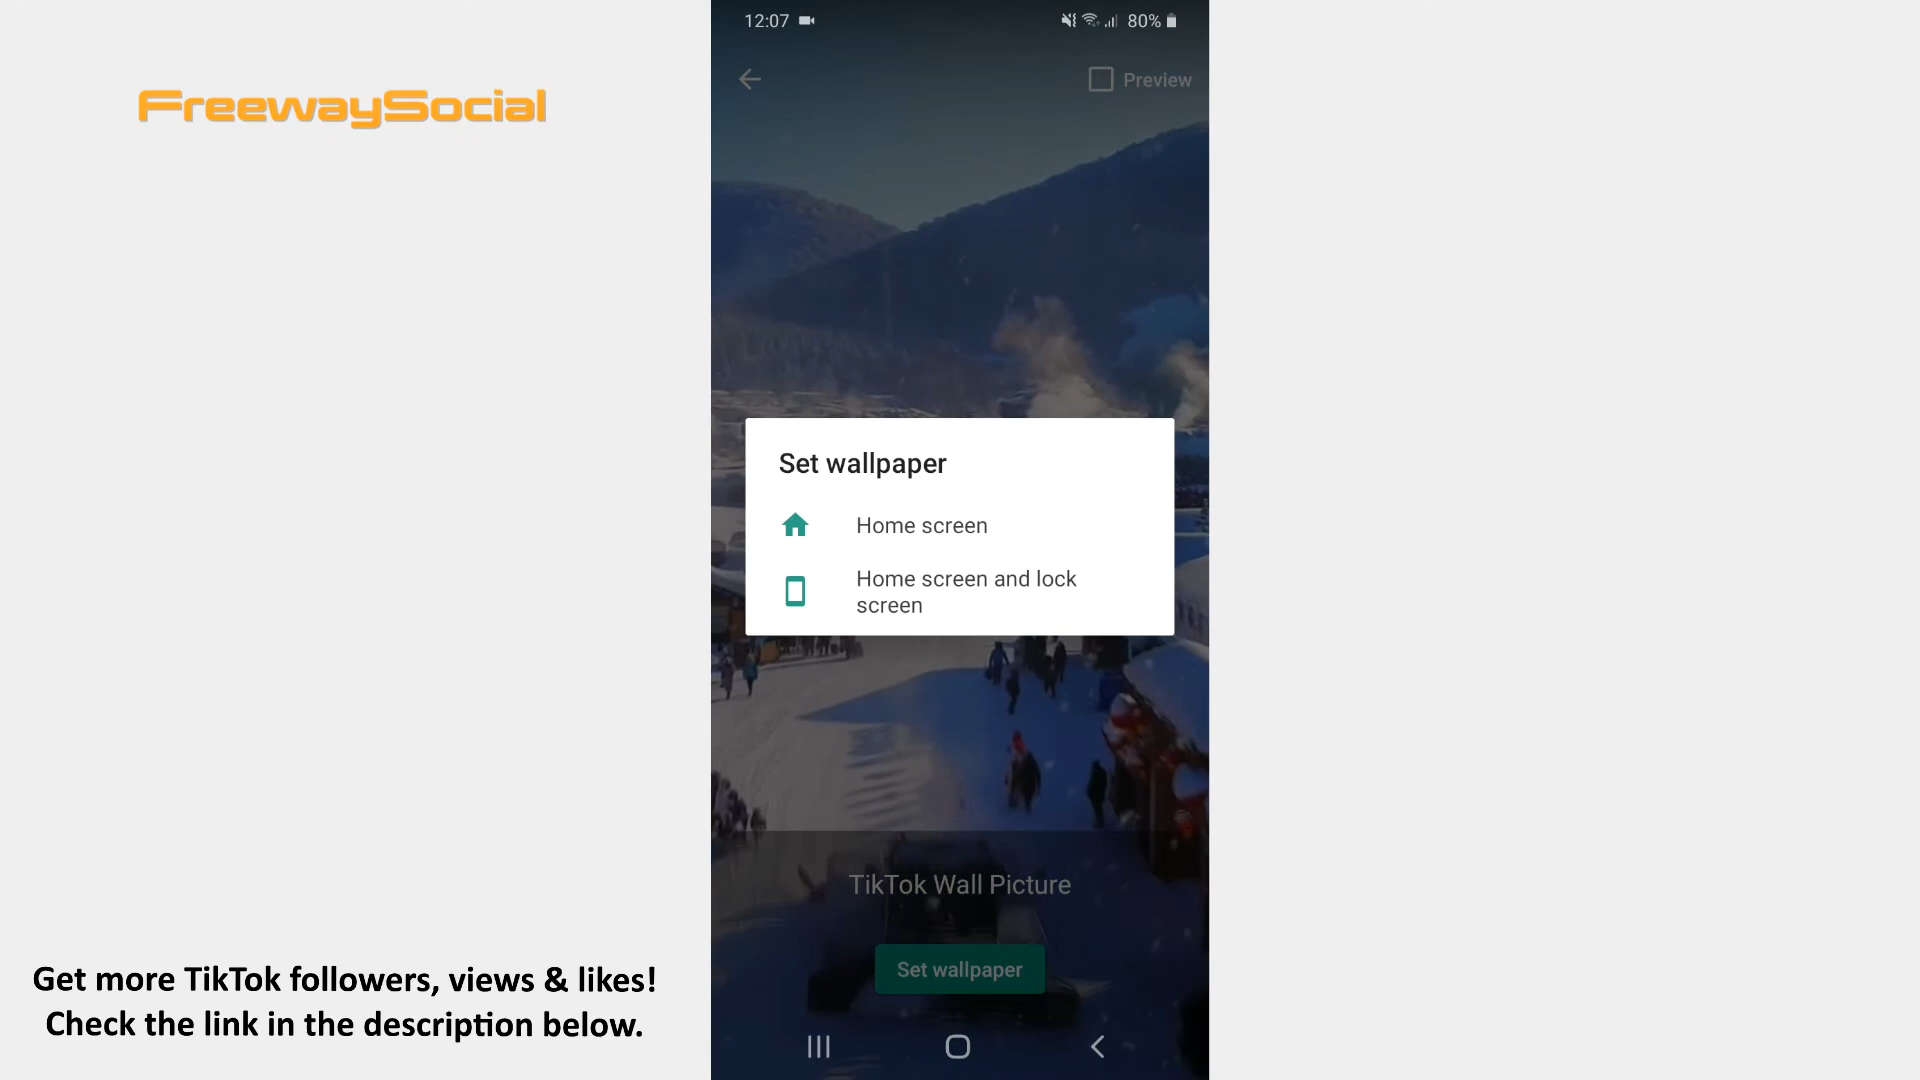 12:07
80%
FreewaySocial
Preview
Set wallpaper
Home screen
Home screen and lock
screen
TikTok Wall Picture
Set wallpaper
Get more TikTok followers, views & likes!
Check the link in the description below.